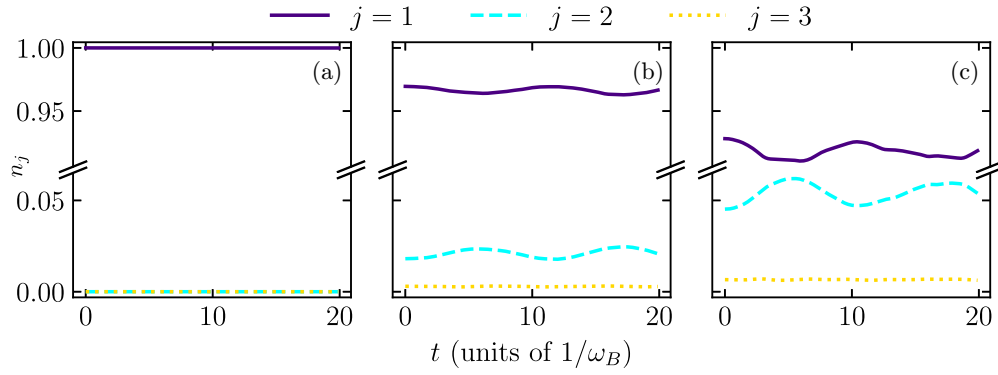 j = 1 j = 2 j = 3
1.00 (a) (b) (c)
0.95
n_j
0.05
0.00
0 10 20 0 10 20 0 10 20
t (units of 1/ω_B)